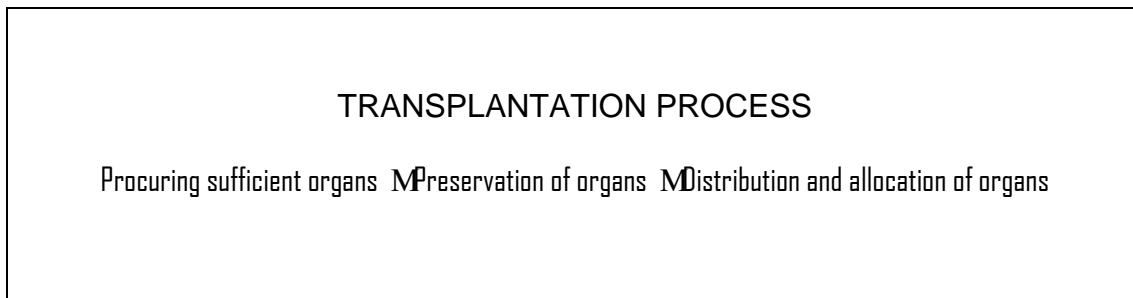 TRANSPLANTATION PROCESS
Procuring sufficient organs MPreservation of organs MDistribution and allocation of organs